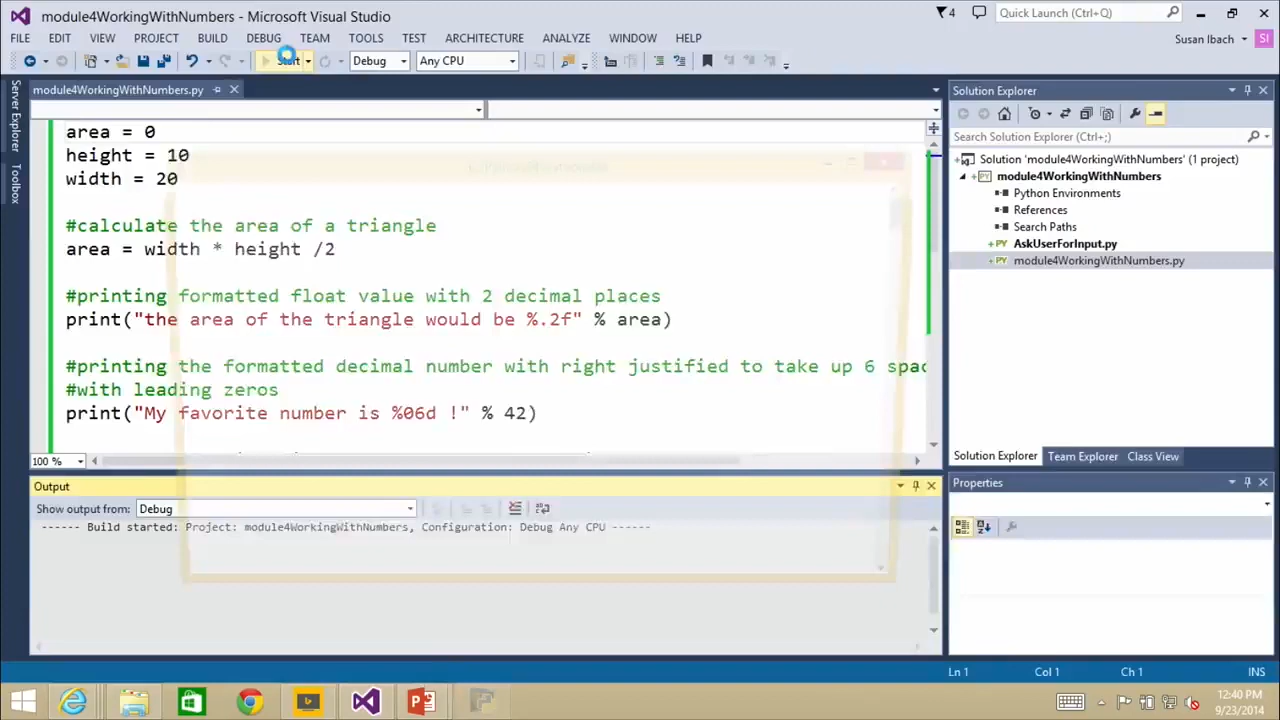 module4WorkingWithNumbers - Microsoft Visual Studio
4
Quick Launch (Ctrl+Q)
FILE EDIT VIEW PROJECT BUILD DEBUG TEAM TOOLS TEST ARCHITECTURE ANALYZE WINDOW HELP
Susan Ibach
SI
Start
Debug
Any CPU
Server Explorer
Toolbox
module4WorkingWithNumbers.py
area = 0
height = 10
width = 20
#calculate the area of a triangle
area = width * height /2
#printing formatted float value with 2 decimal places
print("the area of the triangle would be %.2f" % area)
#printing the formatted decimal number with right justified to take up 6 spac
#with leading zeros
print("My favorite number is %06d !" % 42)
100 %
Output
Show output from: Debug
------ Build started: Project: module4WorkingWithNumbers, Configuration: Debug Any CPU ------
Solution Explorer
Search Solution Explorer (Ctrl+;)
Solution 'module4WorkingWithNumbers' (1 project)
module4WorkingWithNumbers
Python Environments
References
Search Paths
AskUserForInput.py
module4WorkingWithNumbers.py
Solution Explorer Team Explorer Class View
Properties
Ln 1 Col 1 Ch 1 INS
12:40 PM
9/23/2014